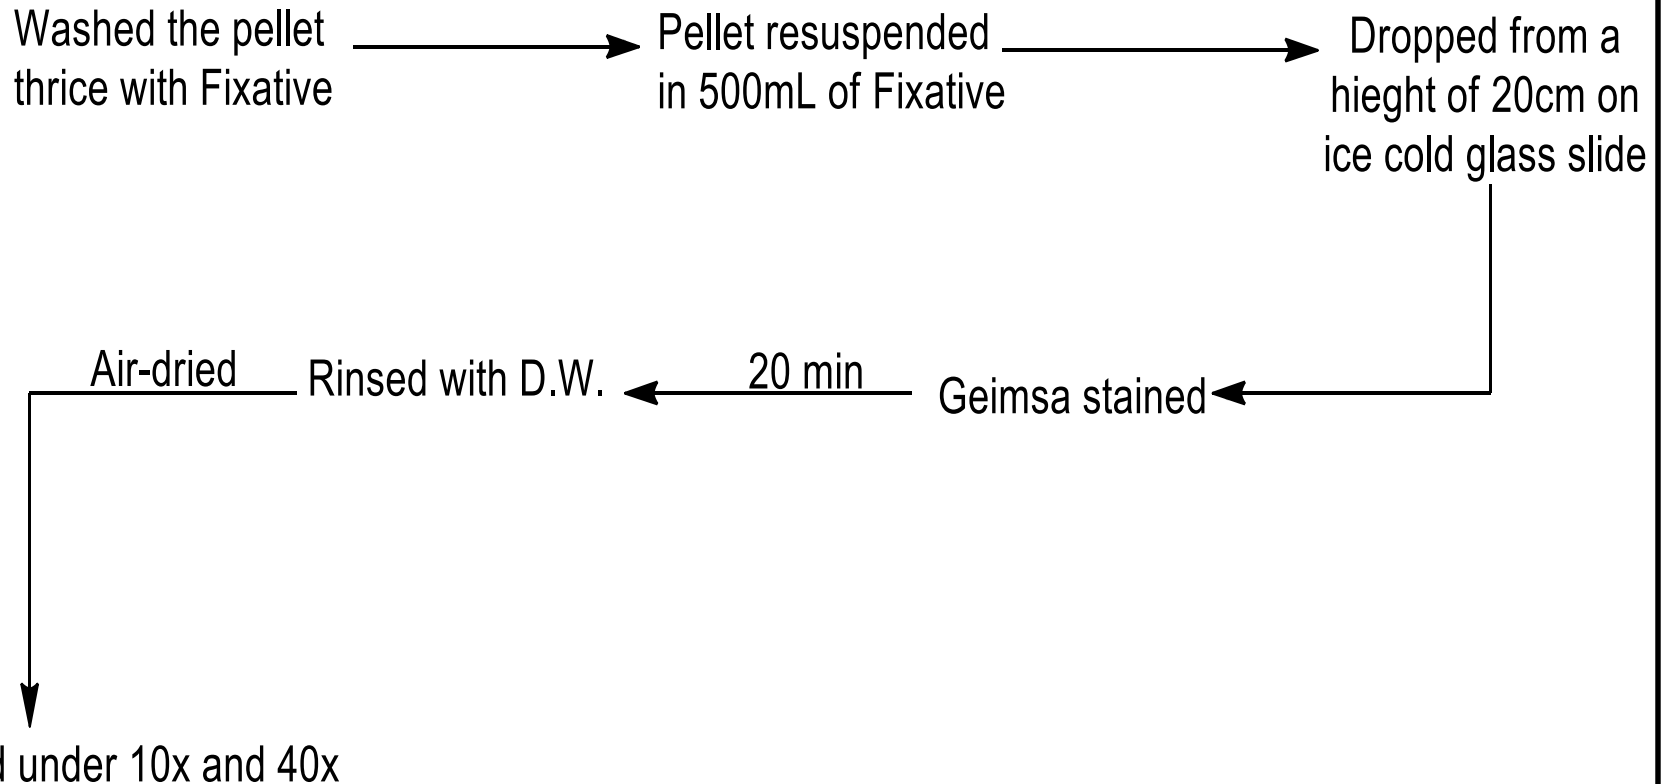 Washed the pellet
thrice with Fixative
Pellet resuspended
in 500mL of Fixative
Dropped from a
hieght of 20cm on
ice cold glass slide
Geimsa stained
20 min
Rinsed with D.W.
Air-dried
under 10x and 40x